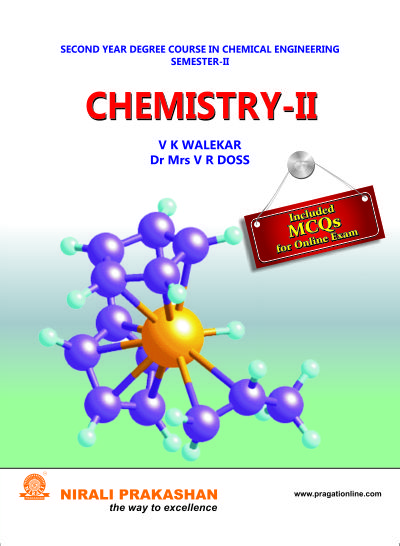 SECOND YEAR DEGREE COURSE IN CHEMICAL ENGINEERING
SEMESTER-II
CHEMISTRY-II
V K WALEKAR
Dr Mrs V R DOSS
Included
MCQs
for Online Exam
NIRALI PRAKASHAN
the way to excellence
www.pragationline.com